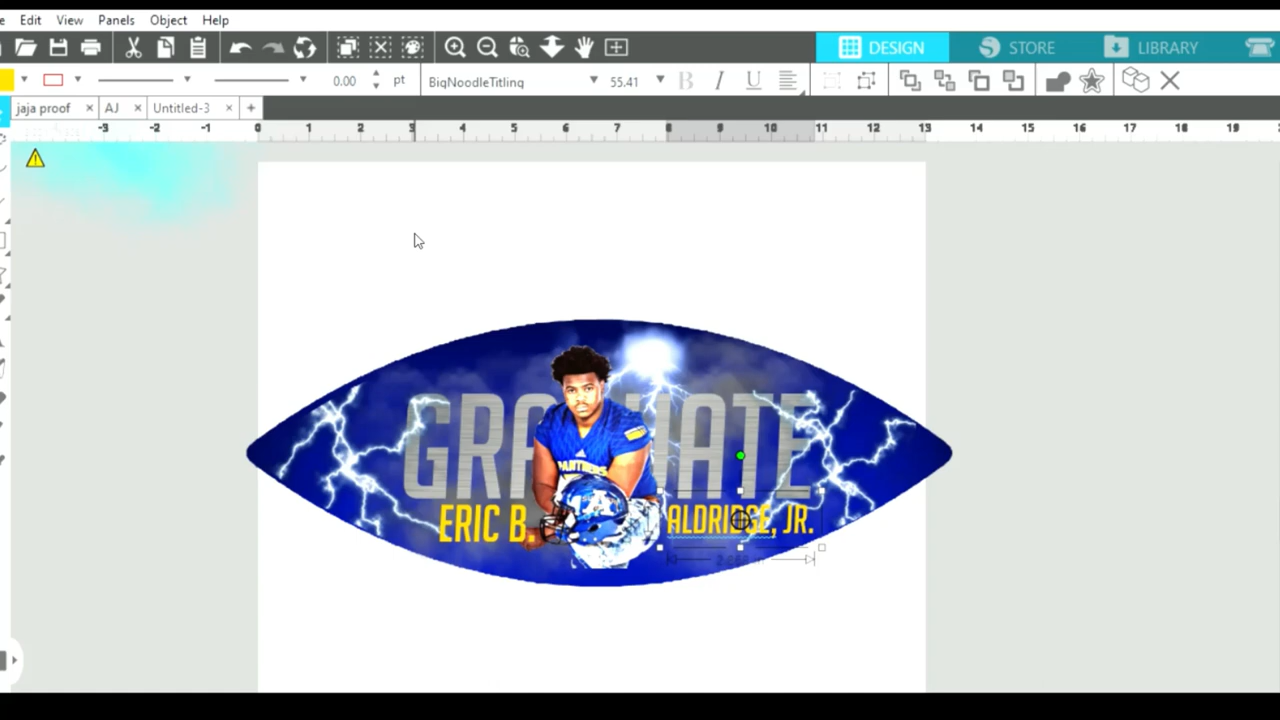 Edit View Panels Object Help
DESIGN STORE LIBRARY
0.00 pt BigNoodleTitling 55.41 B I U
jaja proof AJ Untitled-3
-3 -2 -1 0 1 2 3 4 5 6 7 8 9 10 11 12 13 14 15 16 17 18 19
GRADUATE
PANTHERS
ERIC B. ALDRIDGE, JR.